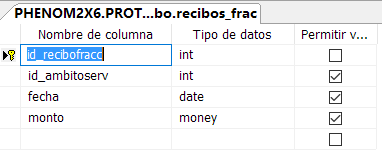 PHENOM2X6.PROT...bo.recibos_frac
Nombre de columna Tipo de datos Permitir v...
id_recibofracc int
id_ambitoserv int
fecha date
monto money